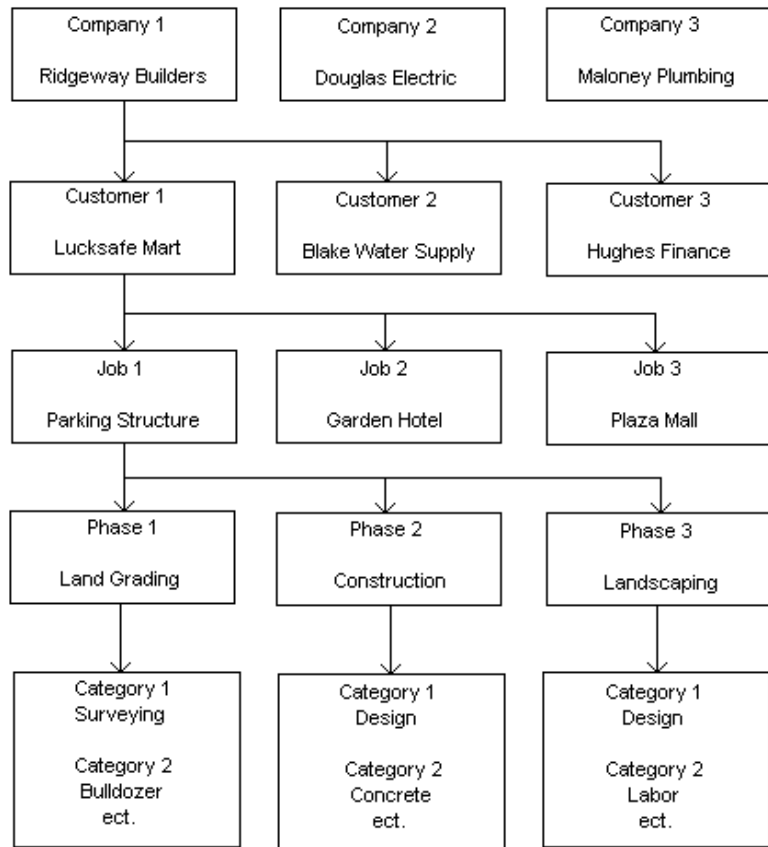 Company 1
Ridgeway Builders
Company 2
Douglas Electric
Company 3
Maloney Plumbing
Customer 1
Lucksafe Mart
Customer 2
Blake Water Supply
Customer 3
Hughes Finance
Job 1
Parking Structure
Job 2
Garden Hotel
Job 3
Plaza Mall
Phase 1
Land Grading
Phase 2
Construction
Phase 3
Landscaping
Category 1
Surveying
Category 2
Bulldozer
ect.
Category 1
Design
Category 2
Concrete
ect.
Category 1
Design
Category 2
Labor
ect.